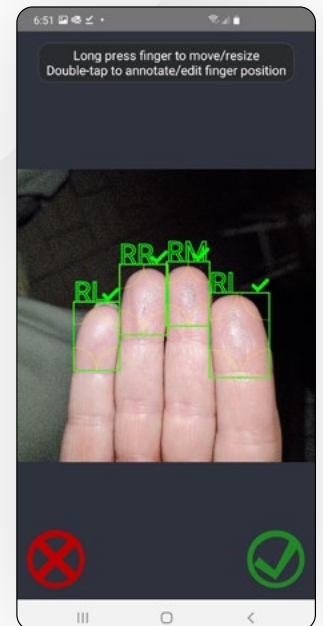 6:51
Long press finger to move/resize
Double-tap to annotate/edit finger position
RR RM
RL RI